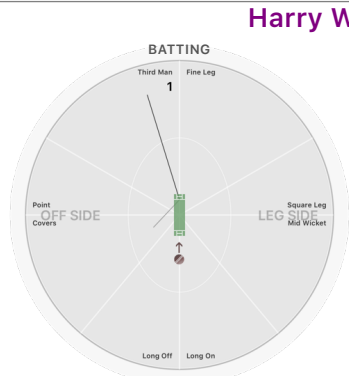 Harry W
BATTING
Third Man
Fine Leg
1
Point
Square Leg
OFF SIDE
LEG SIDE
Covers
Mid Wicket
Long Off
Long On